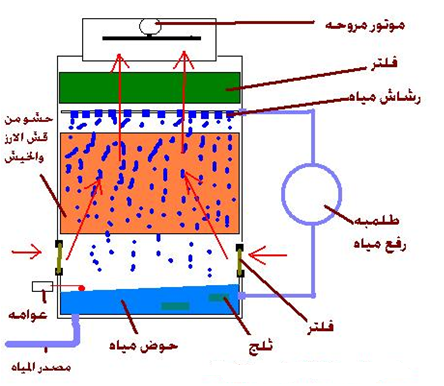 موتور مروحه
فلتر
رشاش مياه
حشو من
قش الارز
والخيش
طلمبه
رفع مياه
عوامه
حوض مياه
ثلج
فلتر
مصدر المياه